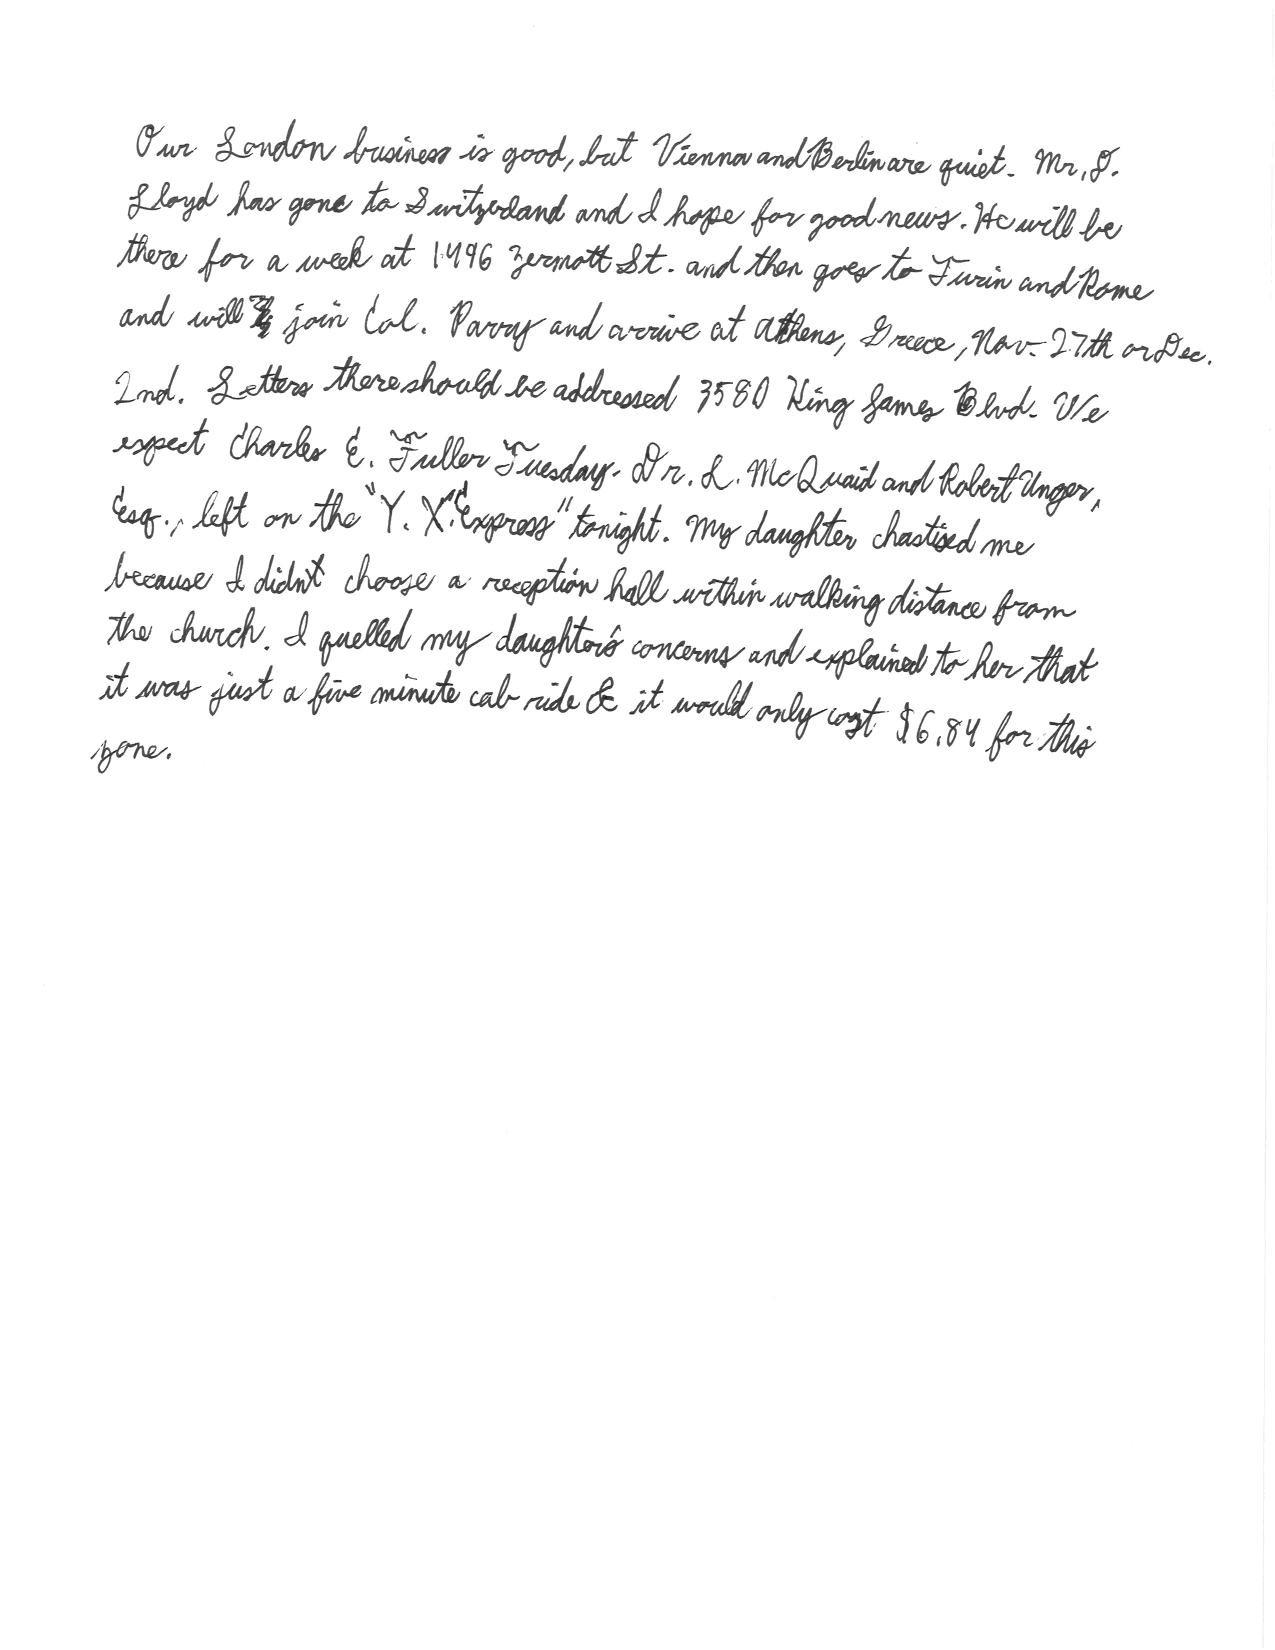 Our London business is good, but Vienna and Berlin are quiet. Mr. D.
Lloyd has gone to Switzerland and I hope for good news. He will be
there for a week at 1496 Zermott St. and then goes to Turin and Rome
and will join Col. Parry and arrive at Athens, Greece, Nov. 27th or Dec.
2nd. Letters there should be addressed 3580 King James Blvd. We
expect Charles E. Fuller Tuesday. Dr. L. McQuaid and Robert Unger,
Esq., left on the "Y. X. Express" tonight. My daughter chastised me
because I didn't choose a reception hall within walking distance from
the church. I quelled my daughter's concerns and explained to her that
it was just a five minute cab ride & it would only cost $6.84 for this
zone.